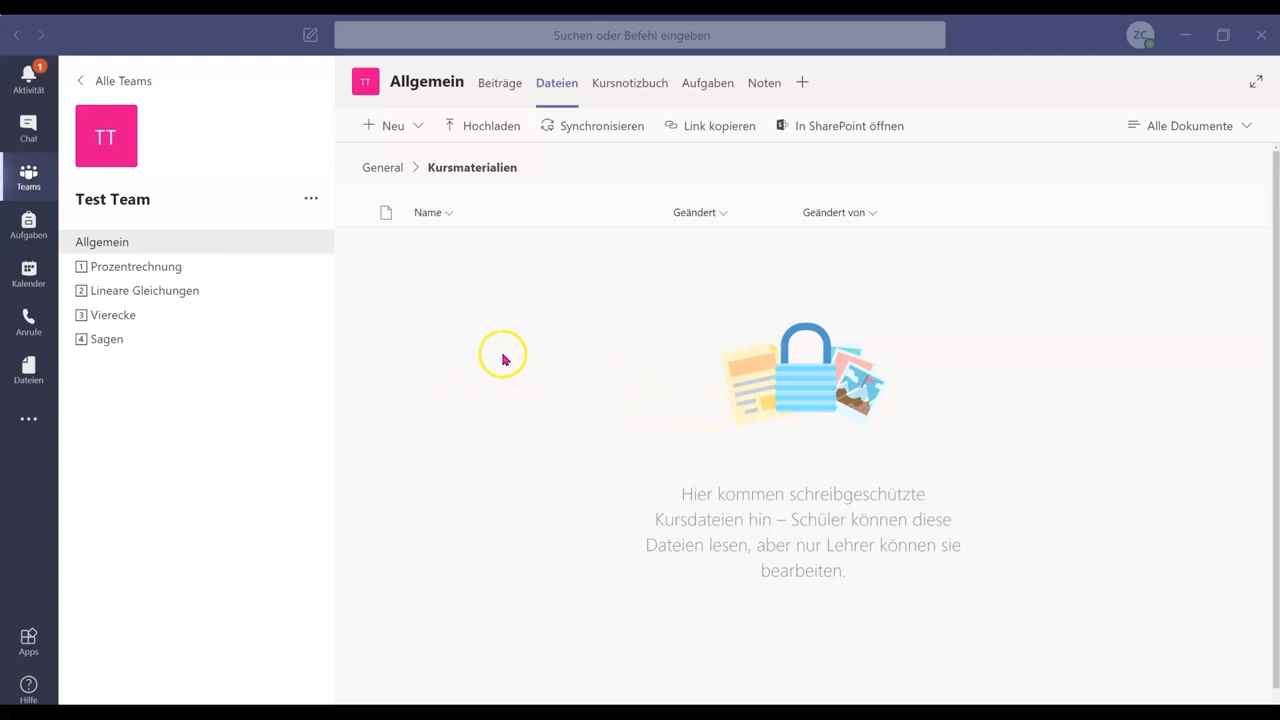 Suchen oder Befehl eingeben
ZC
1
Aktivität
Chat
Teams
Aufgaben
Kalender
Anrufe
Dateien
Apps
Hilfe
Alle Teams
TT
Test Team
Allgemein
1 Prozentrechnung
2 Lineare Gleichungen
3 Vierecke
4 Sagen
TT Allgemein Beiträge Dateien Kursnotizbuch Aufgaben Noten
Neu Hochladen Synchronisieren Link kopieren In SharePoint öffnen Alle Dokumente
General > Kursmaterialien
Name Geändert Geändert von
Hier kommen schreibgeschützte
Kursdateien hin – Schüler können diese
Dateien lesen, aber nur Lehrer können sie
bearbeiten.